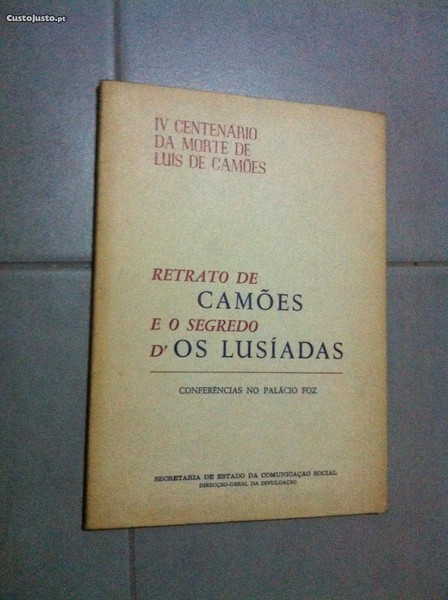 CustoJusto.pt
IV CENTENÁRIO
DA MORTE DE
LUÍS DE CAMÕES
RETRATO DE
CAMÕES
E O SEGREDO
D' OS LUSÍADAS
CONFERÊNCIAS NO PALÁCIO FOZ
SECRETARIA DE ESTADO DA COMUNICAÇÃO SOCIAL
DIRECÇÃO-GERAL DA DIVULGAÇÃO